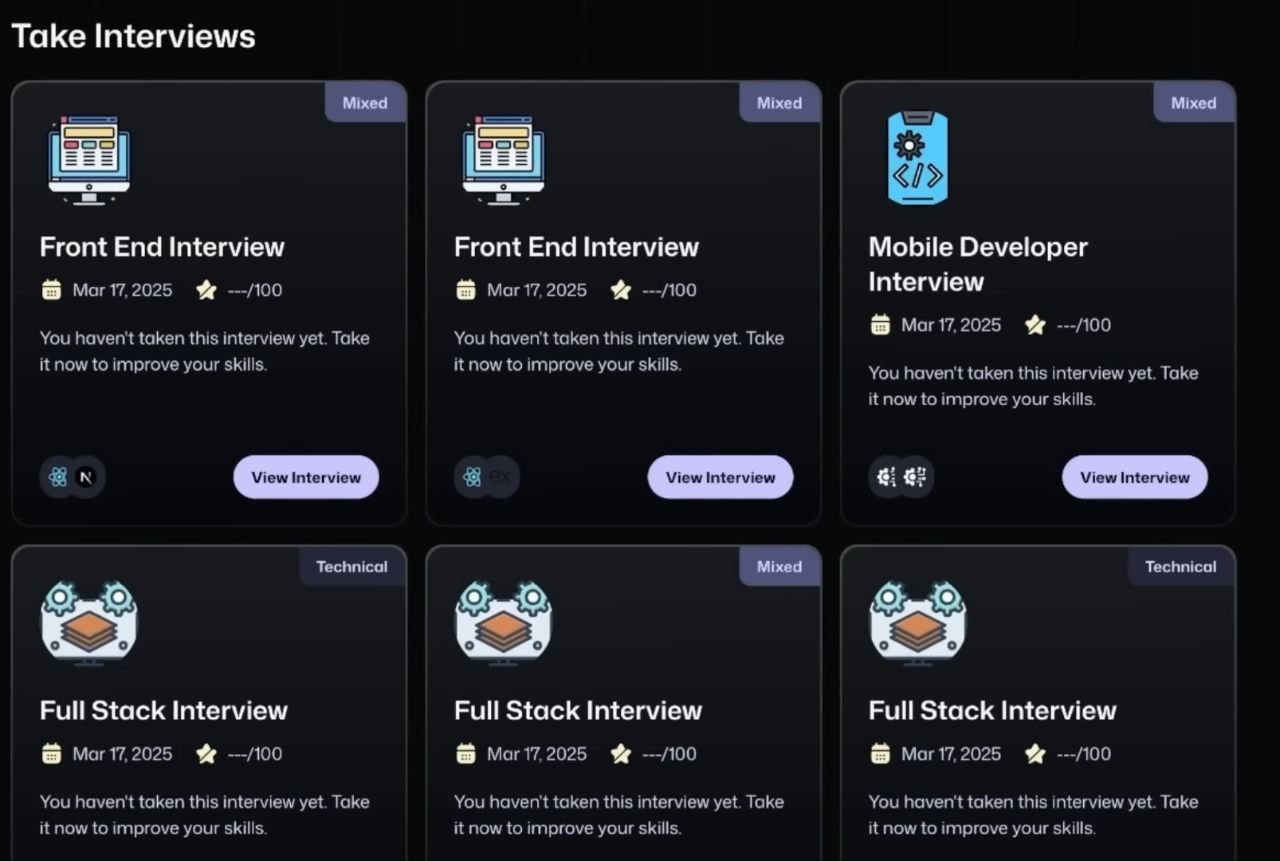 Take Interviews
Mixed
Front End Interview
Mar 17, 2025 ---/100
You haven't taken this interview yet. Take
it now to improve your skills.
N
View Interview
Mixed
Front End Interview
Mar 17, 2025 ---/100
You haven't taken this interview yet. Take
it now to improve your skills.
ex
View Interview
Mixed
</>
Mobile Developer
Interview
Mar 17, 2025 ---/100
You haven't taken this interview yet. Take
it now to improve your skills.
View Interview
Technical
Full Stack Interview
Mar 17, 2025 ---/100
You haven't taken this interview yet. Take
it now to improve your skills.
Mixed
Full Stack Interview
Mar 17, 2025 ---/100
You haven't taken this interview yet. Take
it now to improve your skills.
Technical
Full Stack Interview
Mar 17, 2025 ---/100
You haven't taken this interview yet. Take
it now to improve your skills.